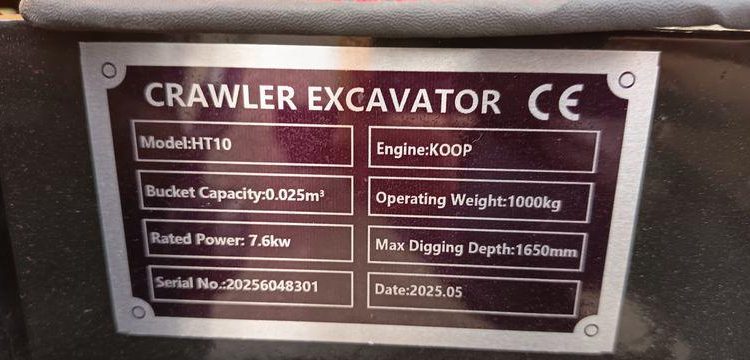 CRAWLER EXCAVATOR CE
Model:HT10
Engine:KOOP
Bucket Capacity:0.025m³
Operating Weight:1000kg
Rated Power: 7.6kw
Max Digging Depth:1650mm
Serial No.:20256048301
Date:2025.05